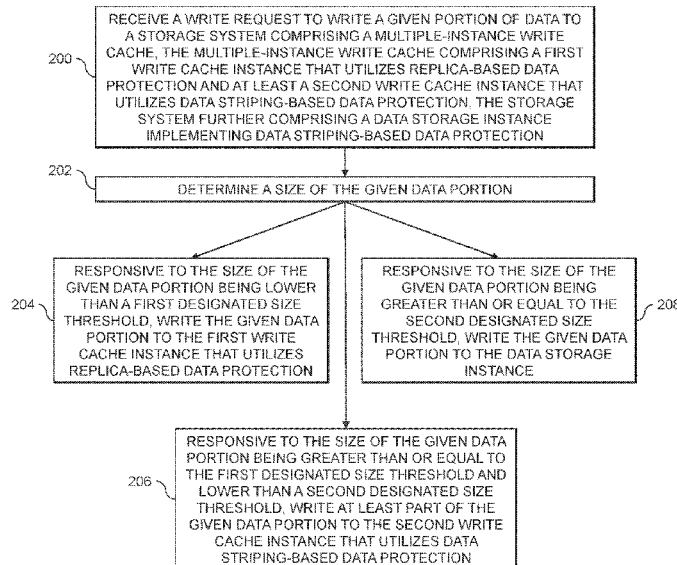 RECEIVE A WRITE REQUEST TO WRITE A GIVEN PORTION OF DATA TO
A STORAGE SYSTEM COMPRISING A MULTIPLE-INSTANCE WRITE
CACHE, THE MULTIPLE-INSTANCE WRITE CACHE COMPRISING A FIRST
WRITE CACHE INSTANCE THAT UTILIZES REPLICA-BASED DATA
PROTECTION AND AT LEAST A SECOND WRITE CACHE INSTANCE THAT
UTILIZES DATA STRIPING-BASED DATA PROTECTION, THE STORAGE
SYSTEM FURTHER COMPRISING A DATA STORAGE INSTANCE
IMPLEMENTING DATA STRIPING-BASED DATA PROTECTION
200
202
DETERMINE A SIZE OF THE GIVEN DATA PORTION
204
RESPONSIVE TO THE SIZE OF THE
GIVEN DATA PORTION BEING LOWER
THAN A FIRST DESIGNATED SIZE
THRESHOLD, WRITE THE GIVEN DATA
PORTION TO THE FIRST WRITE
CACHE INSTANCE THAT UTILIZES
REPLICA-BASED DATA PROTECTION
RESPONSIVE TO THE SIZE OF THE
GIVEN DATA PORTION BEING
GREATER THAN OR EQUAL TO THE
SECOND DESIGNATED SIZE
THRESHOLD, WRITE THE GIVEN DATA
PORTION TO THE DATA STORAGE
INSTANCE
208
206
RESPONSIVE TO THE SIZE OF THE GIVEN DATA
PORTION BEING GREATER THAN OR EQUAL TO
THE FIRST DESIGNATED SIZE THRESHOLD AND
LOWER THAN A SECOND DESIGNATED SIZE
THRESHOLD, WRITE AT LEAST PART OF THE
GIVEN DATA PORTION TO THE SECOND WRITE
CACHE INSTANCE THAT UTILIZES DATA
STRIPING-BASED DATA PROTECTION